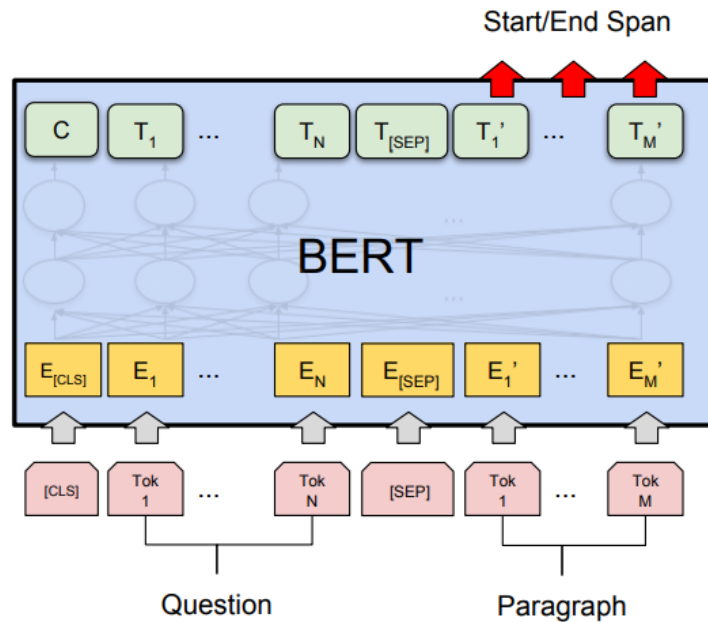 Start/End Span
C T1 ... TN T[SEP] T1’ ... TM’
...
BERT
...
E[CLS] E1 ... EN E[SEP] E1’ ... EM’
[CLS] Tok 1 ... Tok N [SEP] Tok 1 ... Tok M
Question Paragraph